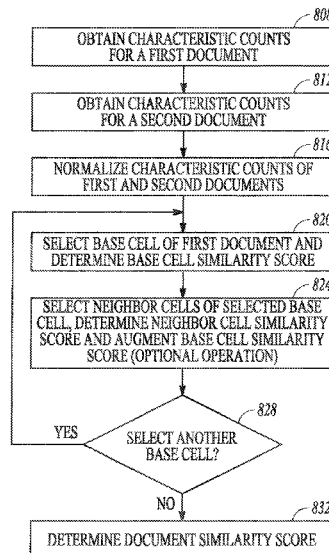 808
OBTAIN CHARACTERISTIC COUNTS
FOR A FIRST DOCUMENT
812
OBTAIN CHARACTERISTIC COUNTS
FOR A SECOND DOCUMENT
816
NORMALIZE CHARACTERISTIC COUNTS OF
FIRST AND SECOND DOCUMENTS
820
SELECT BASE CELL OF FIRST DOCUMENT AND
DETERMINE BASE CELL SIMILARITY SCORE
824
SELECT NEIGHBOR CELLS OF SELECTED BASE
CELL, DETERMINE NEIGHBOR CELL SIMILARITY
SCORE AND AUGMENT BASE CELL SIMILARITY
SCORE (OPTIONAL OPERATION)
828
YES
SELECT ANOTHER
BASE CELL?
NO
832
DETERMINE DOCUMENT SIMILARITY SCORE